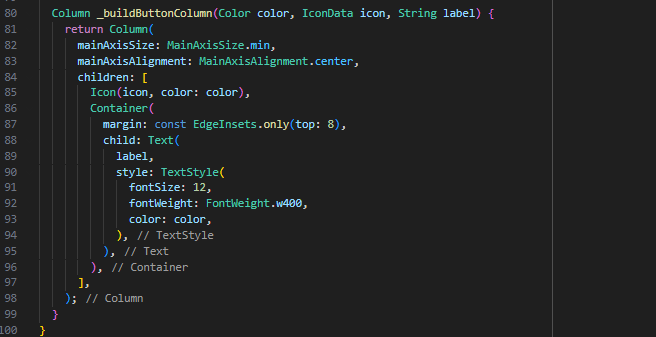 80 Column _buildButtonColumn(Color color, IconData icon, String label) {
81 return Column(
82 mainAxisSize: MainAxisSize.min,
83 mainAxisAlignment: MainAxisAlignment.center,
84 children: [
85 Icon(icon, color: color),
86 Container(
87 margin: const EdgeInsets.only(top: 8),
88 child: Text(
89 label,
90 style: TextStyle(
91 fontSize: 12,
92 fontWeight: FontWeight.w400,
93 color: color,
94 ), // TextStyle
95 ), // Text
96 ), // Container
97 ],
98 ); // Column
99 }
100 }